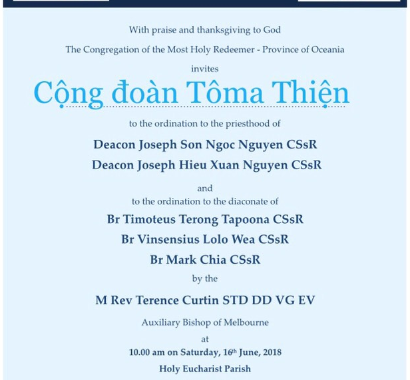 With praise and thanksgiving to God
The Congregation of the Most Holy Redeemer - Province of Oceania
invites
Cộng đoàn Tôma Thiện
to the ordination to the priesthood of
Deacon Joseph Son Ngoc Nguyen CSsR
Deacon Joseph Hieu Xuan Nguyen CSsR
and
to the ordination to the diaconate of
Br Timoteus Terong Tapoona CSsR
Br Vinsensius Lolo Wea CSsR
Br Mark Chia CSsR
by the
M Rev Terence Curtin STD DD VG EV
Auxiliary Bishop of Melbourne
at
10.00 am on Saturday, 16th June, 2018
Holy Eucharist Parish